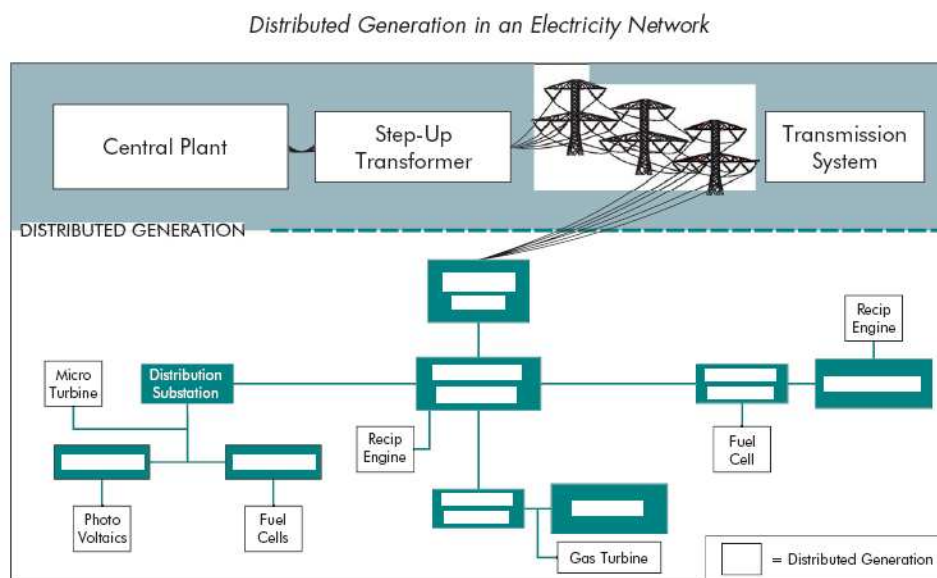 Distributed Generation in an Electricity Network
Central Plant
Step-Up
Transformer
Transmission
System
DISTRIBUTED GENERATION
Recip
Engine
Micro
Turbine
Distribution
Substation
Recip
Engine
Fuel
Cell
Photo
Voltaics
Fuel
Cells
Gas Turbine
= Distributed Generation